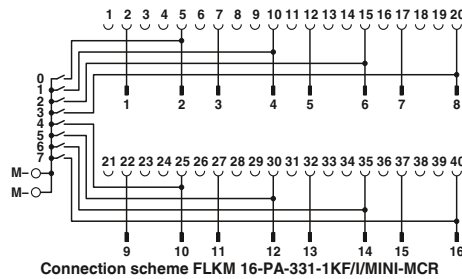 1 2 3 4 5 6 7 8 9 10 11 12 13 14 15 16 17 18 19 20
0
1
2
3
4
5
6
7
1 2 3 4 5 6 7 8
21 22 23 24 25 26 27 28 29 30 31 32 33 34 35 36 37 38 39 40
M–
M–
9 10 11 12 13 14 15 16
Connection scheme FLKM 16-PA-331-1KF/I/MINI-MCR